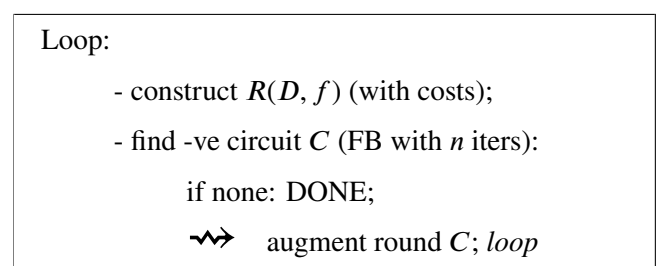 Loop:
- construct R(D, f) (with costs);
- find -ve circuit C (FB with n iters):
if none: DONE;
⇝ augment round C; loop